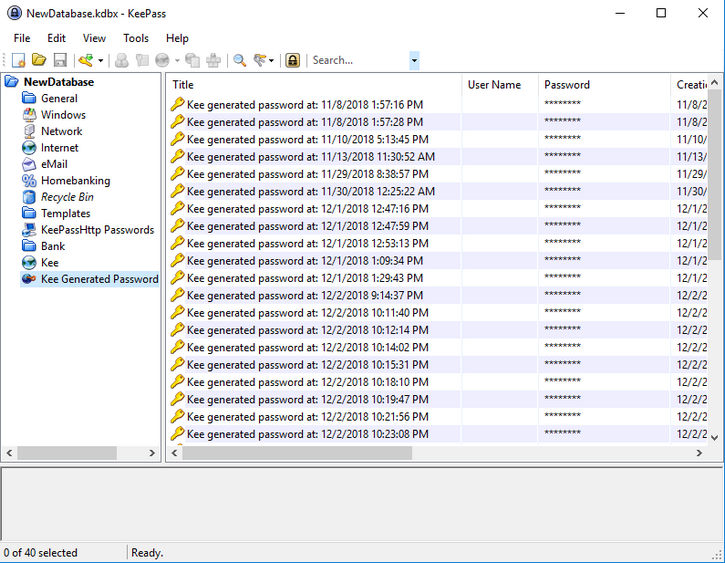 NewDatabase.kdbx - KeePass
File Edit View Tools Help
Search...
NewDatabase
General
Windows
Network
Internet
eMail
Homebanking
Recycle Bin
Templates
KeePassHttp Passwords
Bank
Kee
Kee Generated Password
Title User Name Password Creatio
Kee generated password at: 11/8/2018 1:57:16 PM ******** 11/8/2
Kee generated password at: 11/8/2018 1:57:28 PM ******** 11/8/2
Kee generated password at: 11/10/2018 5:13:45 PM ******** 11/10/
Kee generated password at: 11/13/2018 11:30:52 AM ******** 11/13/
Kee generated password at: 11/29/2018 8:38:57 PM ******** 11/29/
Kee generated password at: 11/30/2018 12:25:22 AM ******** 11/30/
Kee generated password at: 12/1/2018 12:47:16 PM ******** 12/1/2
Kee generated password at: 12/1/2018 12:47:59 PM ******** 12/1/2
Kee generated password at: 12/1/2018 12:53:13 PM ******** 12/1/2
Kee generated password at: 12/1/2018 1:09:34 PM ******** 12/1/2
Kee generated password at: 12/1/2018 1:29:43 PM ******** 12/1/2
Kee generated password at: 12/2/2018 9:14:37 PM ******** 12/2/2
Kee generated password at: 12/2/2018 10:11:40 PM ******** 12/2/2
Kee generated password at: 12/2/2018 10:12:14 PM ******** 12/2/2
Kee generated password at: 12/2/2018 10:14:02 PM ******** 12/2/2
Kee generated password at: 12/2/2018 10:15:31 PM ******** 12/2/2
Kee generated password at: 12/2/2018 10:18:10 PM ******** 12/2/2
Kee generated password at: 12/2/2018 10:19:47 PM ******** 12/2/2
Kee generated password at: 12/2/2018 10:21:56 PM ******** 12/2/2
Kee generated password at: 12/2/2018 10:23:08 PM ******** 12/2/2
0 of 40 selected Ready.